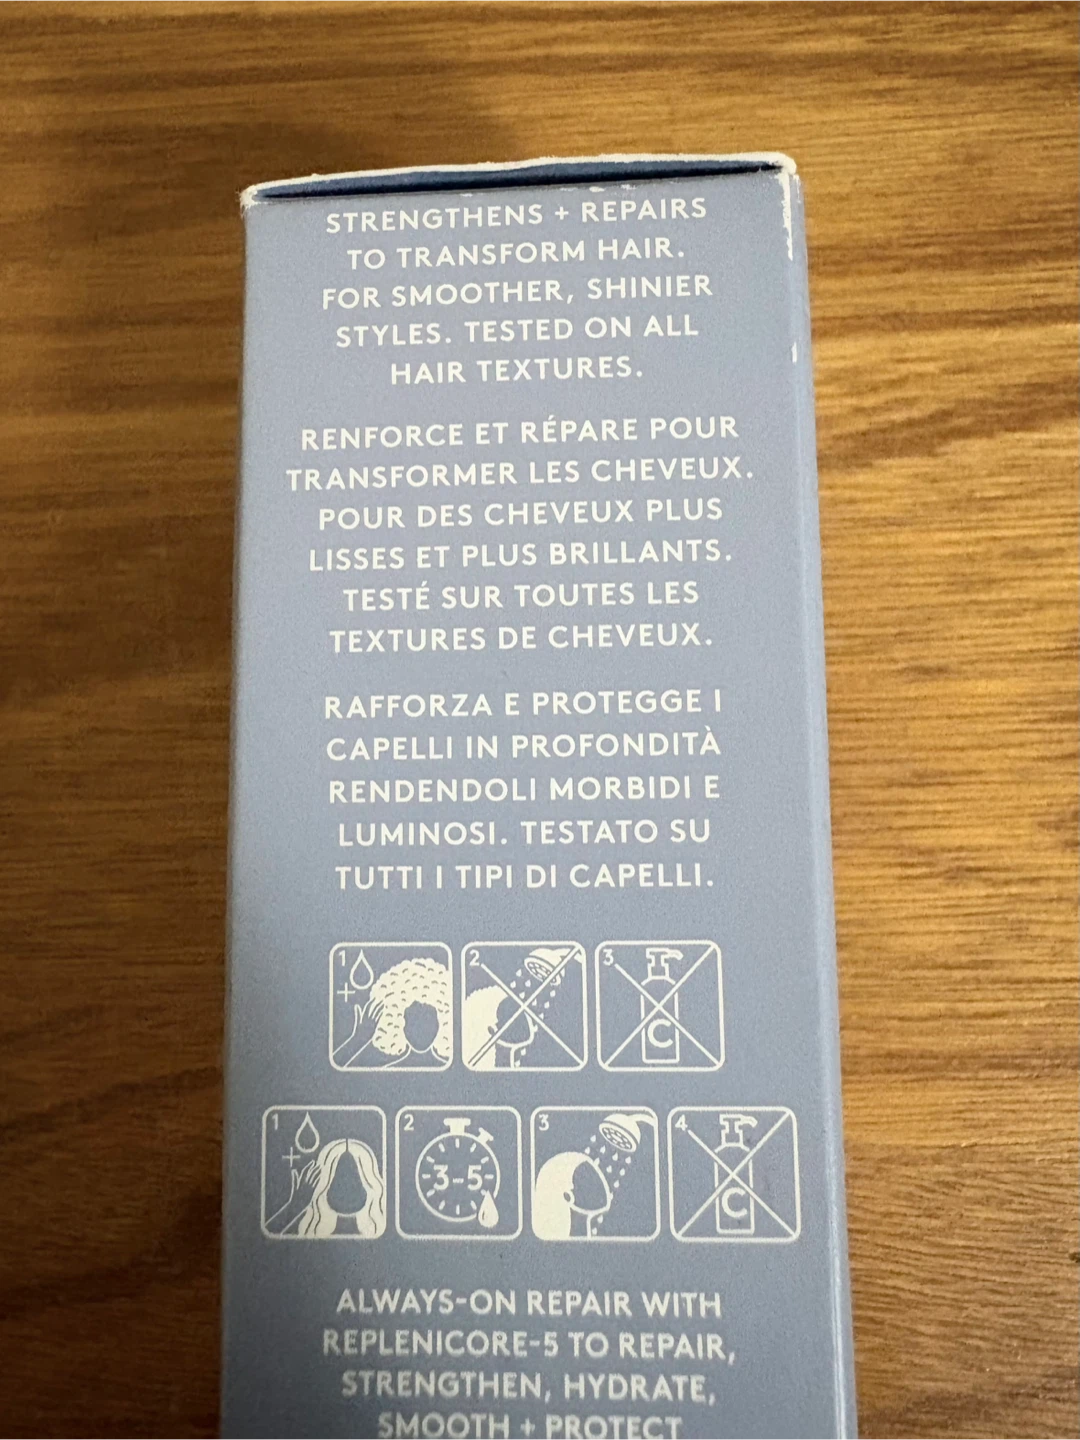 STRENGTHENS + REPAIRS
TO TRANSFORM HAIR.
FOR SMOOTHER, SHINIER
STYLES. TESTED ON ALL
HAIR TEXTURES.
RENFORCE ET RÉPARE POUR
TRANSFORMER LES CHEVEUX.
POUR DES CHEVEUX PLUS
LISSES ET PLUS BRILLANTS.
TESTÉ SUR TOUTES LES
TEXTURES DE CHEVEUX.
RAFFORZA E PROTEGGE I
CAPELLI IN PROFONDITÀ
RENDENDOLI MORBIDI E
LUMINOSI. TESTATO SU
TUTTI I TIPI DI CAPELLI.
1 + 2 3 C
1 + 2 3-5 3 4 C
ALWAYS-ON REPAIR WITH
REPLENICORE-5 TO REPAIR,
STRENGTHEN, HYDRATE,
SMOOTH + PROTECT